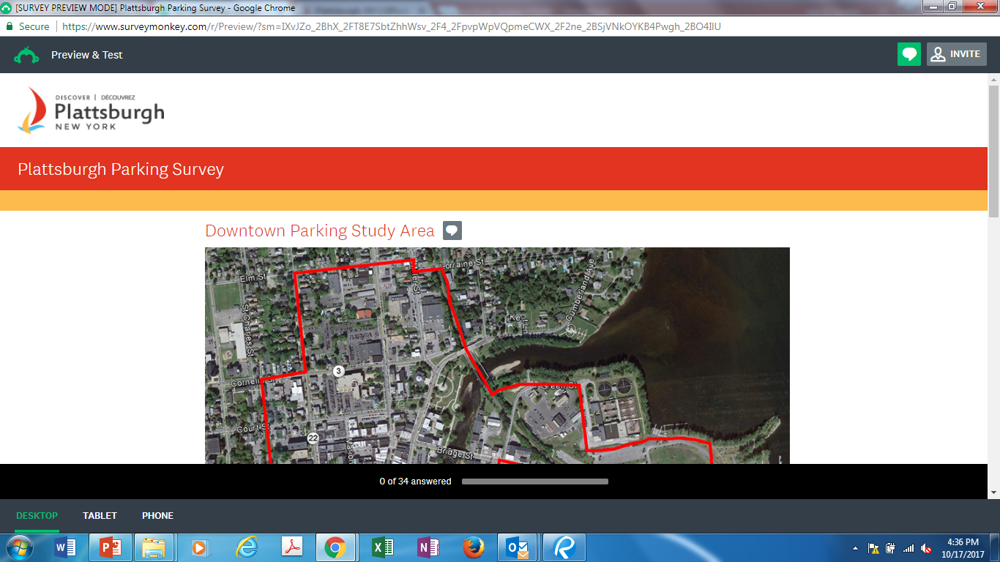 [SURVEY PREVIEW MODE] Plattsburgh Parking Survey - Google Chrome
Secure https://www.surveymonkey.com/r/Preview/?sm=IXvJZo_2BhX_2FT8E7SbtZhhWsv_2F4_2FpvpWpVQpmeCWX_2F2ne_2BSjVNkOYKB4Pwgh_2BO4IIU
Preview & Test
INVITE
DISCOVER | DÉCOUVREZ
Plattsburgh
NEW YORK
Plattsburgh Parking Survey
Downtown Parking Study Area
Lorraine St
Elm St
St Charles St
Cumberland Ave
3
Court
22
Green St
Bridge St
0 of 34 answered
DESKTOP TABLET PHONE
4:36 PM
10/17/2017